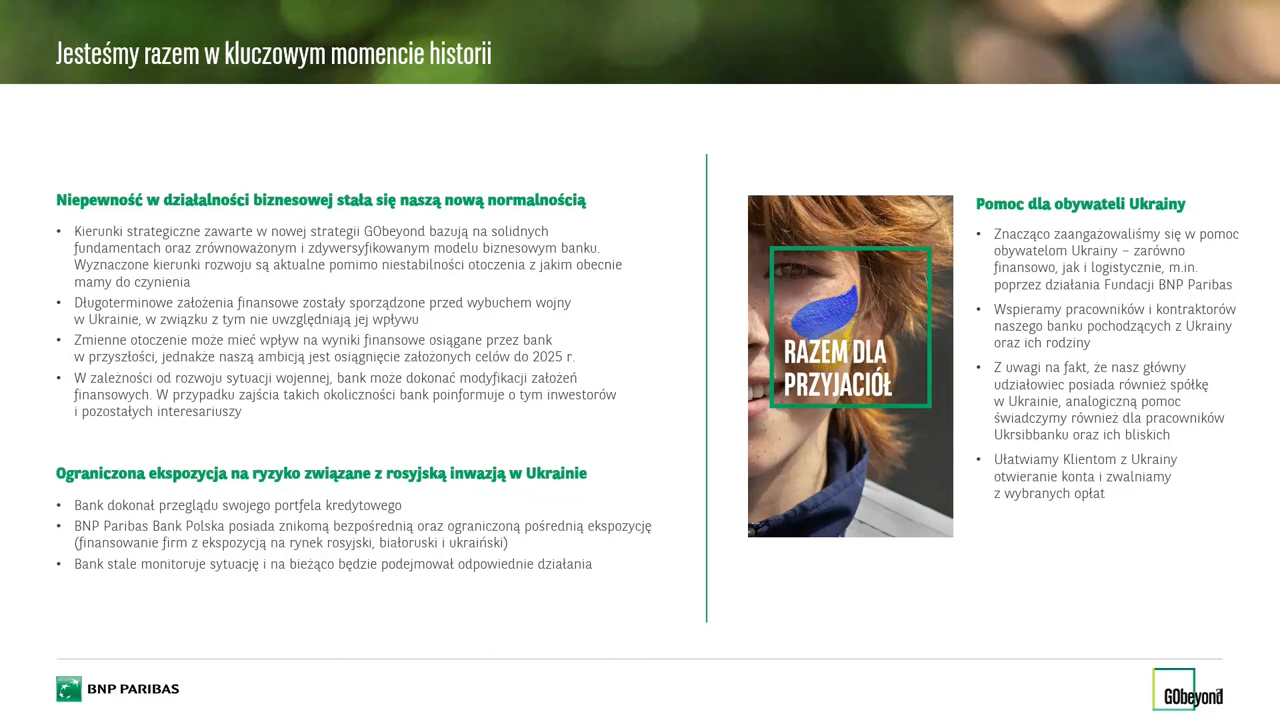 Jesteśmy razem w kluczowym momencie historii
Niepewność w działalności biznesowej stała się naszą nową normalnością
• Kierunki strategiczne zawarte w nowej strategii GObeyond bazują na solidnych
fundamentach oraz zrównoważonym i zdywersyfikowanym modelu biznesowym banku.
Wyznaczone kierunki rozwoju są aktualne pomimo niestabilności otoczenia z jakim obecnie
mamy do czynienia
• Długoterminowe założenia finansowe zostały sporządzone przed wybuchem wojny
w Ukrainie, w związku z tym nie uwzględniają jej wpływu
• Zmienne otoczenie może mieć wpływ na wyniki finansowe osiągane przez bank
w przyszłości, jednakże naszą ambicją jest osiągnięcie założonych celów do 2025 r.
• W zależności od rozwoju sytuacji wojennej, bank może dokonać modyfikacji założeń
finansowych. W przypadku zajścia takich okoliczności bank poinformuje o tym inwestorów
i pozostałych interesariuszy
Ograniczona ekspozycja na ryzyko związane z rosyjską inwazją w Ukrainie
• Bank dokonał przeglądu swojego portfela kredytowego
• BNP Paribas Bank Polska posiada znikomą bezpośrednią oraz ograniczoną pośrednią ekspozycję
(finansowanie firm z ekspozycją na rynek rosyjski, białoruski i ukraiński)
• Bank stale monitoruje sytuację i na bieżąco będzie podejmował odpowiednie działania
RAZEM DLA
PRZYJACIÓŁ
Pomoc dla obywateli Ukrainy
• Znacząco zaangażowaliśmy się w pomoc
obywatelom Ukrainy – zarówno
finansowo, jak i logistycznie, m.in.
poprzez działania Fundacji BNP Paribas
• Wspieramy pracowników i kontraktorów
naszego banku pochodzących z Ukrainy
oraz ich rodziny
• Z uwagi na fakt, że nasz główny
udziałowiec posiada również spółkę
w Ukrainie, analogiczną pomoc
świadczymy również dla pracowników
Ukrsibbanku oraz ich bliskich
• Ułatwiamy Klientom z Ukrainy
otwieranie konta i zwalniamy
z wybranych opłat
BNP PARIBAS
GObeyond